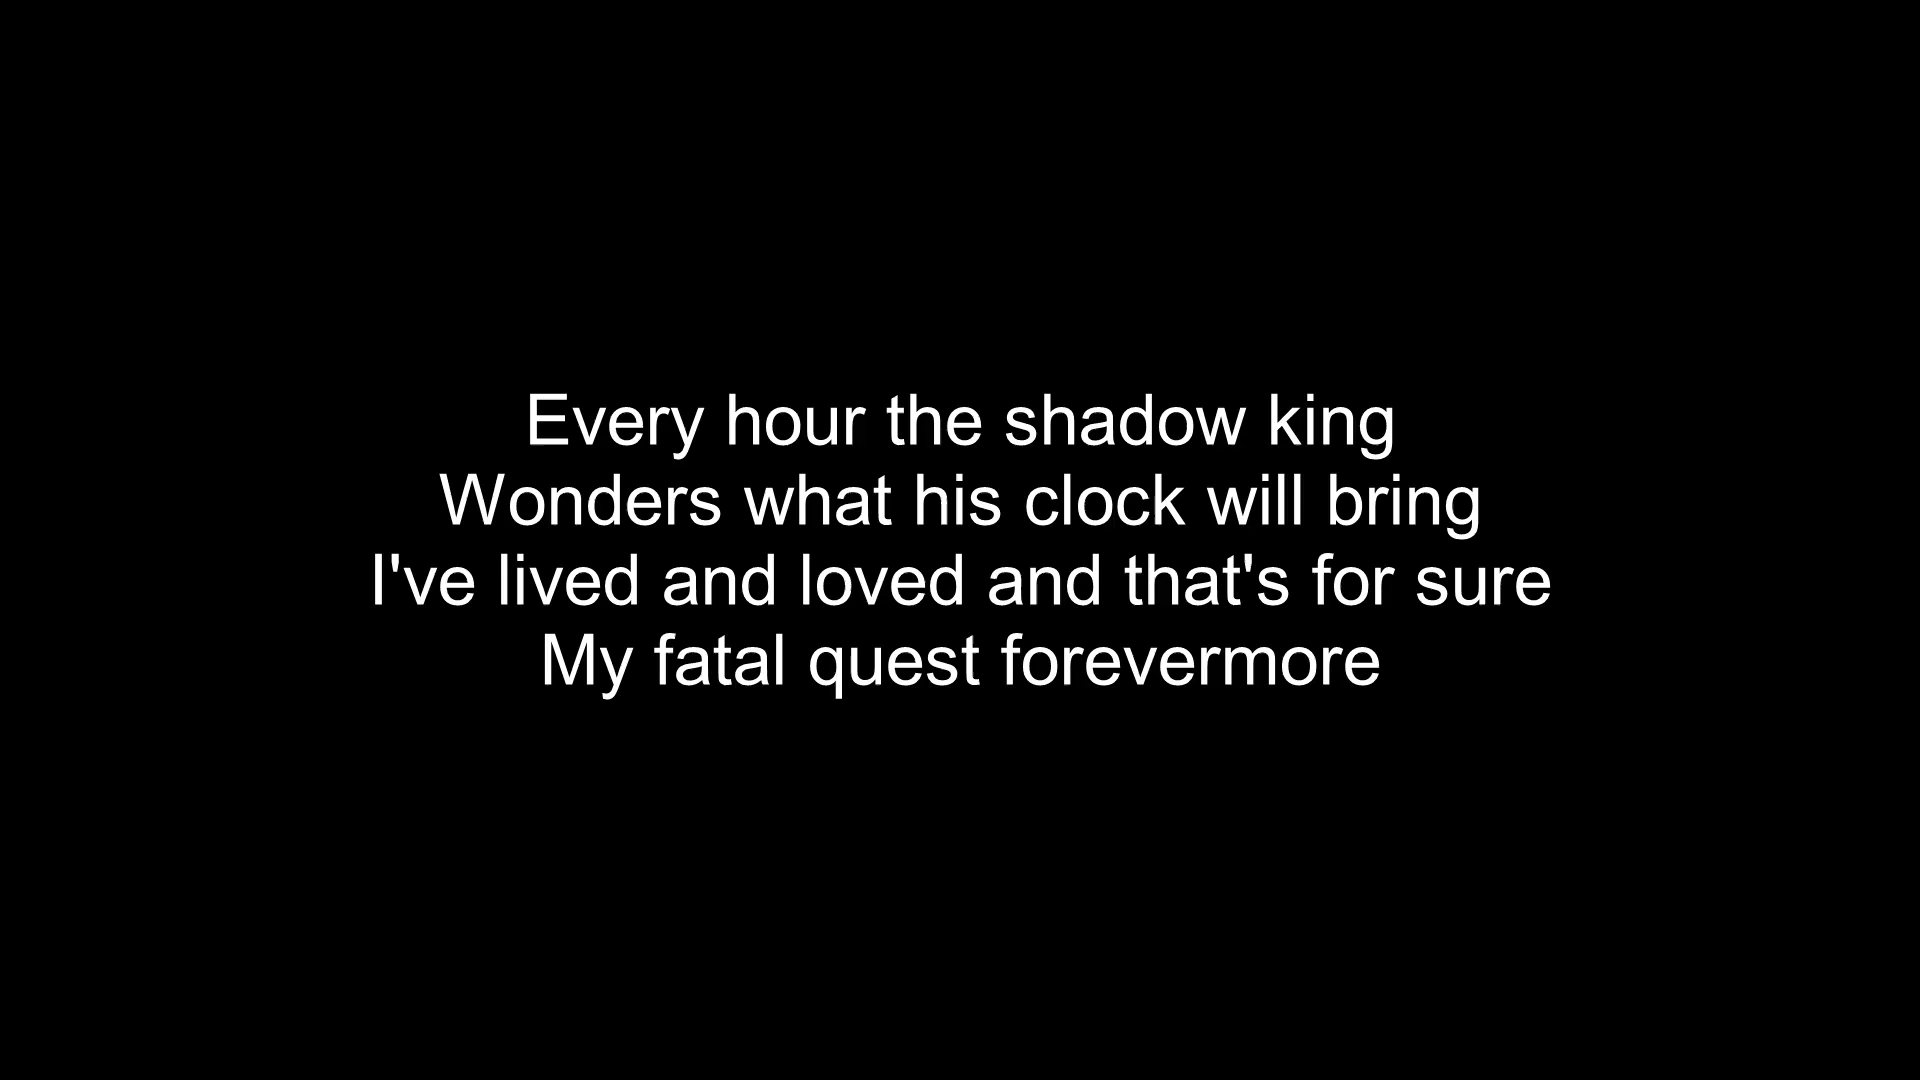 Every hour the shadow king
Wonders what his clock will bring
I've lived and loved and that's for sure
My fatal quest forevermore